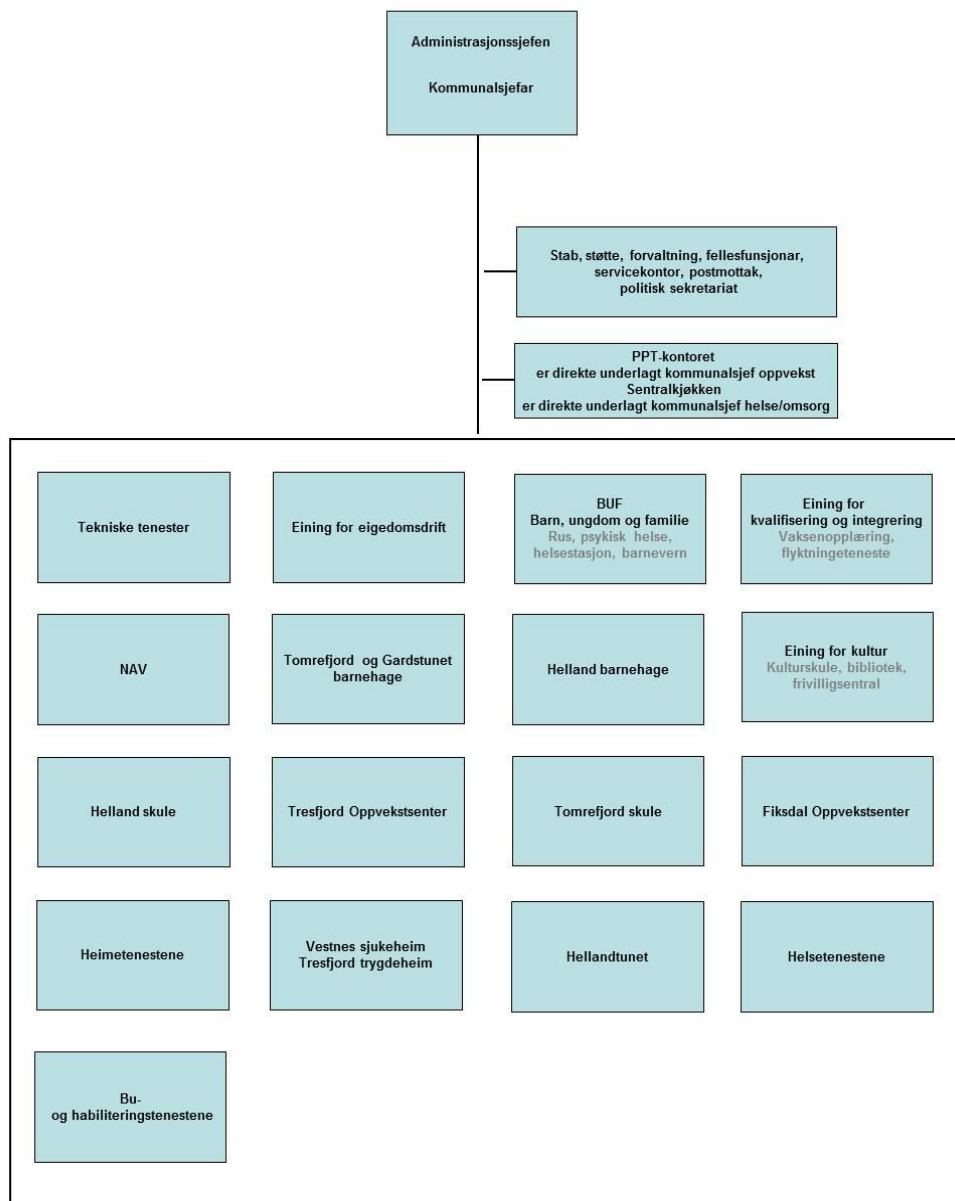 Administrasjonssjefen
Kommunalsjefar
Stab, støtte, forvaltning, fellesfunsjonar,
servicekontor, postmottak,
politisk sekretariat
PPT-kontoret
er direkte underlagt kommunalsjef oppvekst
Sentralkjøkken
er direkte underlagt kommunalsjef helse/omsorg
Tekniske tenester
Eining for eigedomsdrift
BUF
Barn, ungdom og familie
Rus, psykisk helse,
helsestasjon, barnevern
Eining for
kvalifisering og integrering
Vaksenopplæring,
flyktningeteneste
NAV
Tomrefjord og Gardstunet
barnehage
Helland barnehage
Eining for kultur
Kulturskule, bibliotek,
frivilligsentral
Helland skule
Tresfjord Oppvekstsenter
Tomrefjord skule
Fiksdal Oppvekstsenter
Heimetenestene
Vestnes sjukeheim
Tresfjord trygdeheim
Hellandtunet
Helsetenestene
Bu-
og habiliteringstenestene